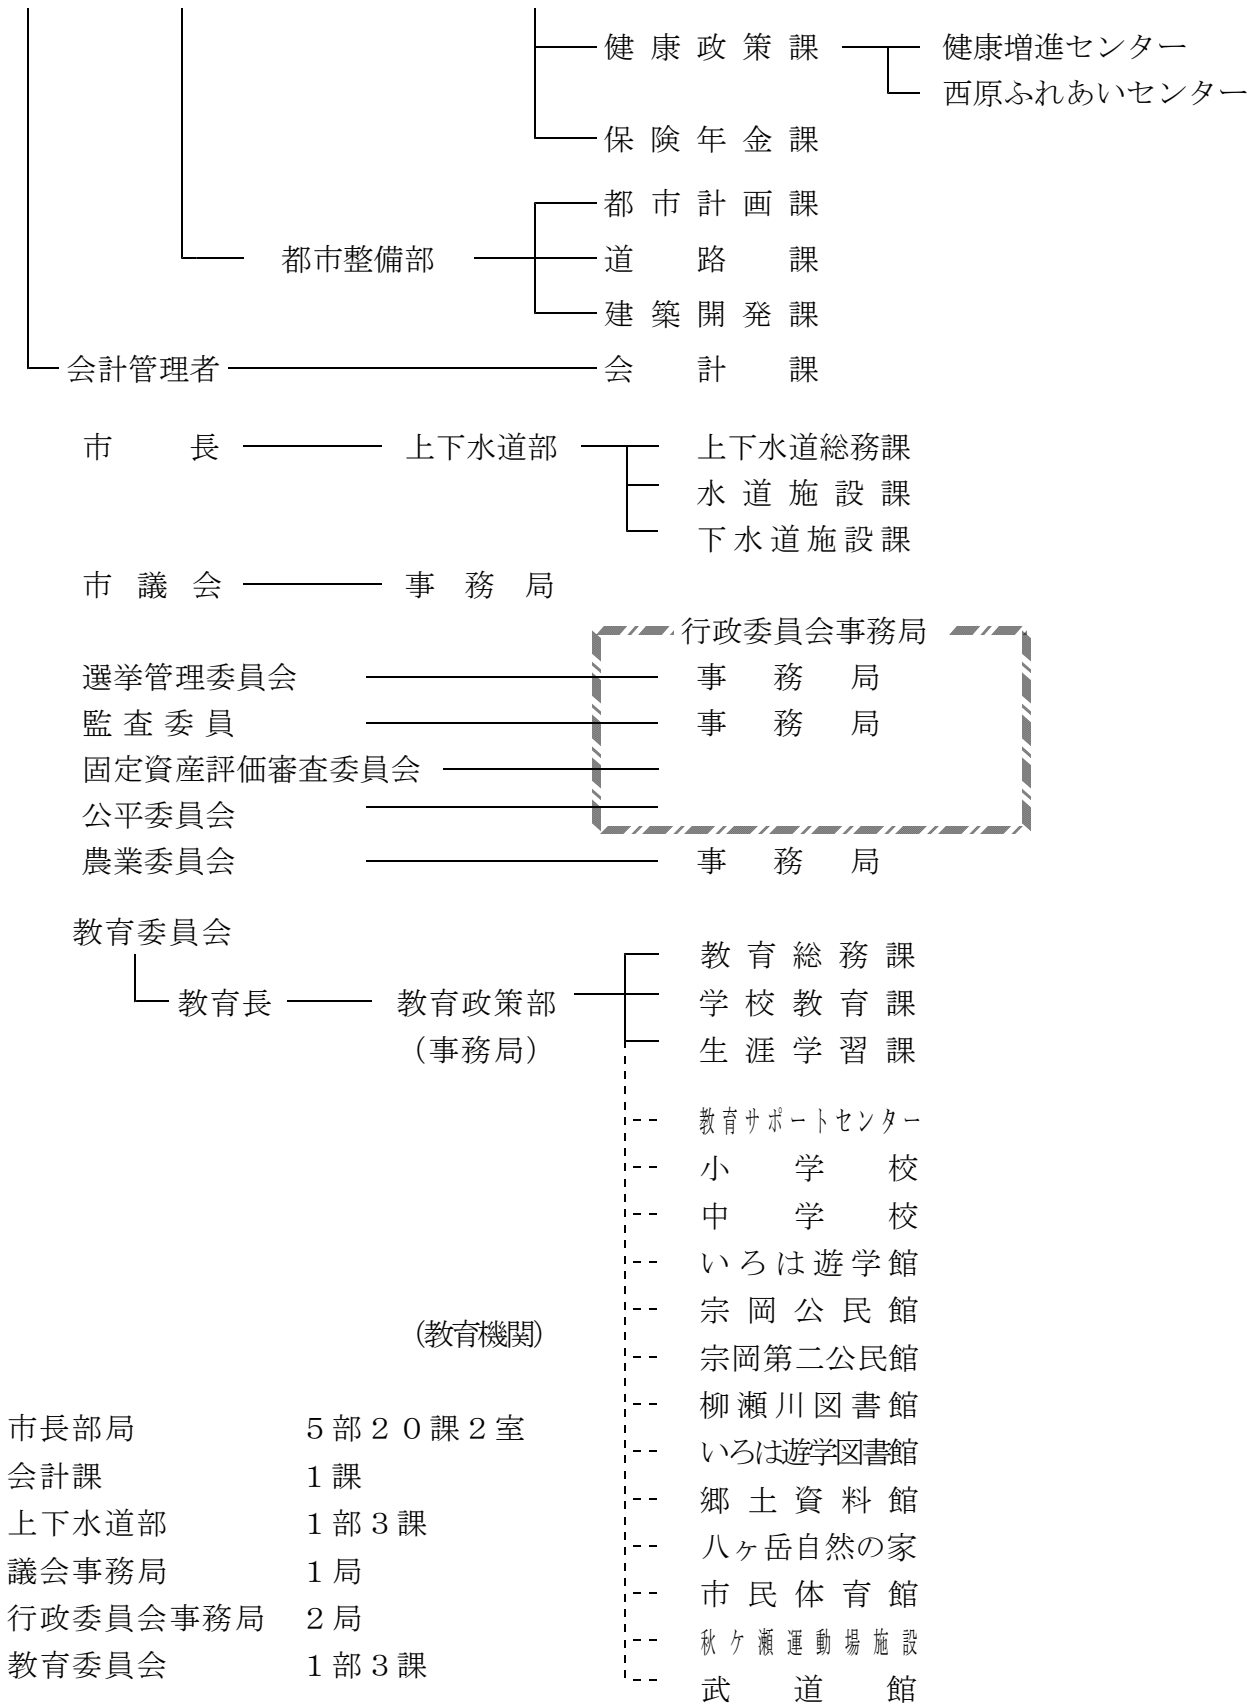 健康政策課 健康増進センター
西原ふれあいセンター
保険年金課
都市計画課
都市整備部 道路課
建築開発課
会計管理者 会計課
市長 上下水道部 上下水道総務課
水道施設課
下水道施設課
市議会 事務局
行政委員会事務局
選挙管理委員会 事務局
監査委員 事務局
固定資産評価審査委員会
公平委員会
農業委員会 事務局
教育委員会
教育総務課
教育長 教育政策部 学校教育課
(事務局) 生涯学習課
教育サポートセンター
小学校
中学校
いろは遊学館
宗岡公民館
(教育機関)
宗岡第二公民館
柳瀬川図書館
市長部局 5部20課2室
いろは遊学図書館
会計課 1課
郷土資料館
上下水道部 1部3課
八ヶ岳自然の家
議会事務局 1局
市民体育館
行政委員会事務局 2局
秋ケ瀬運動場施設
教育委員会 1部3課
武道館